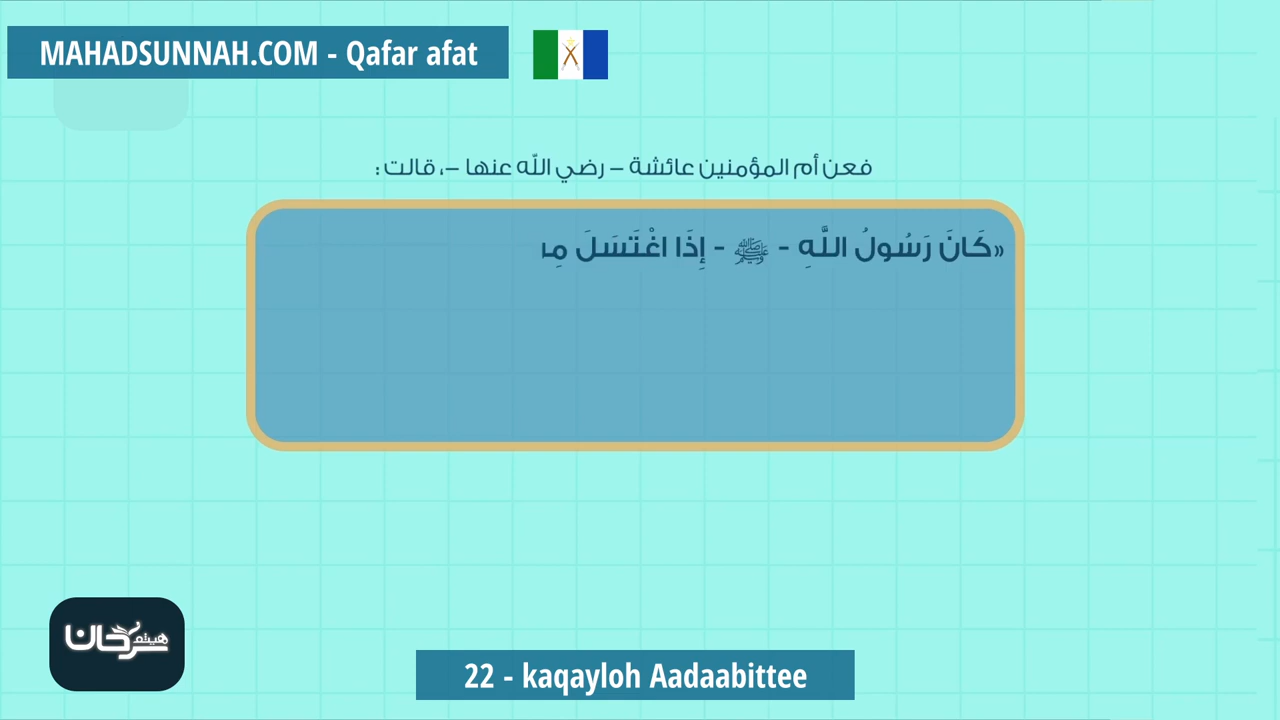 MAHADSUNNAH.COM - Qafar afat
فعن أم المؤمنين عائشة – رضي الله عنها –، قالت :
«كَانَ رَسُولُ اللَّهِ - ﷺ - إِذَا اغْتَسَلَ
هيثم سرحان
22 - kaqayloh Aadaabittee